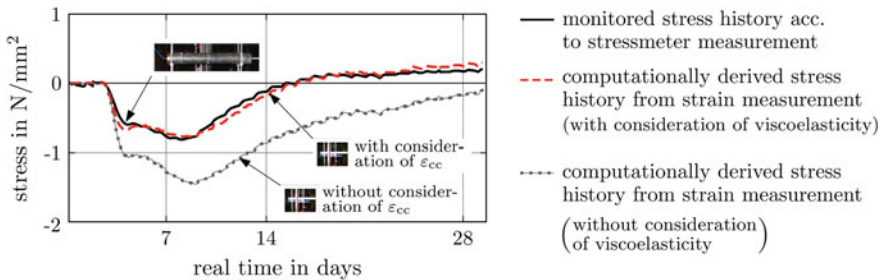 1
0
-1
-2
stress in N/mm²
7
14
28
real time in days
with consider-
ation of εcc
without consider-
ation of εcc
monitored stress history acc.
to stressmeter measurement
computationally derived stress
history from strain measurement
(with consideration of viscoelasticity)
computationally derived stress
history from strain measurement
(without consideration
of viscoelasticity)